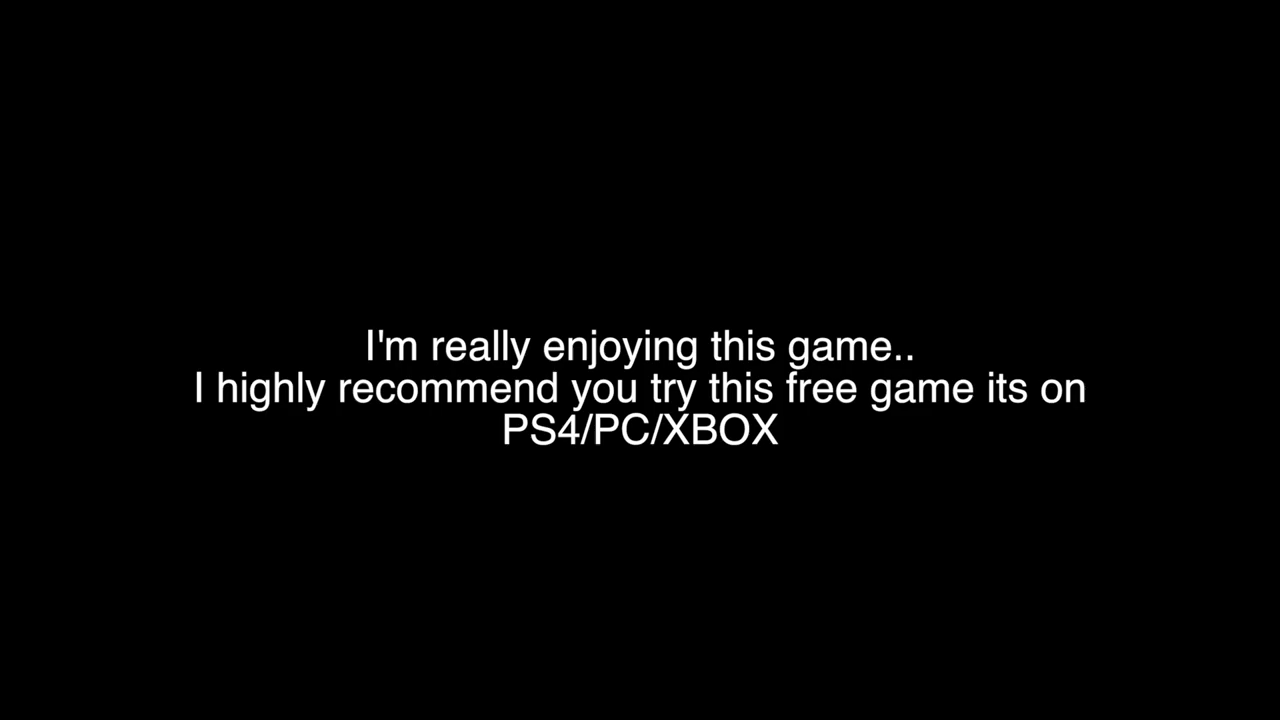 I'm really enjoying this game..
I highly recommend you try this free game its on
PS4/PC/XBOX